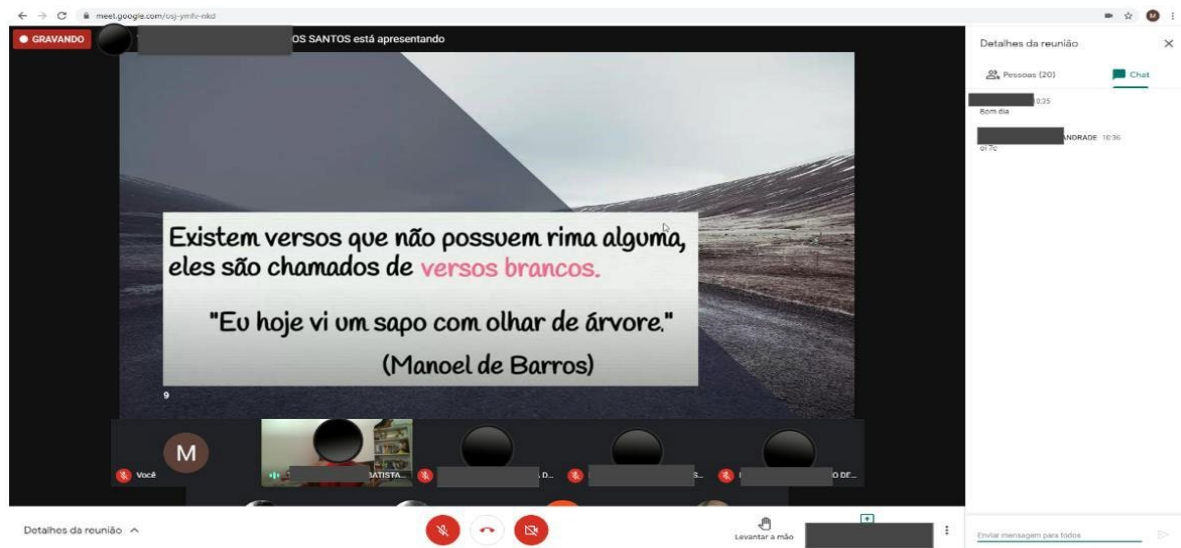 meet.google.com/osj-ymfv-nkd
GRAVANDO
OS SANTOS está apresentando
Existem versos que não possuem rima alguma,
eles são chamados de versos brancos.
"Eu hoje vi um sapo com olhar de árvore."
(Manoel de Barros)
9
M
Você
BATISTA...
D...
S...
O DE...
Detalhes da reunião
Levantar a mão
Detalhes da reunião
Pessoas (20)
Chat
10:35
Bom dia
ANDRADE 10:36
oi 7c
Enviar mensagem para todos